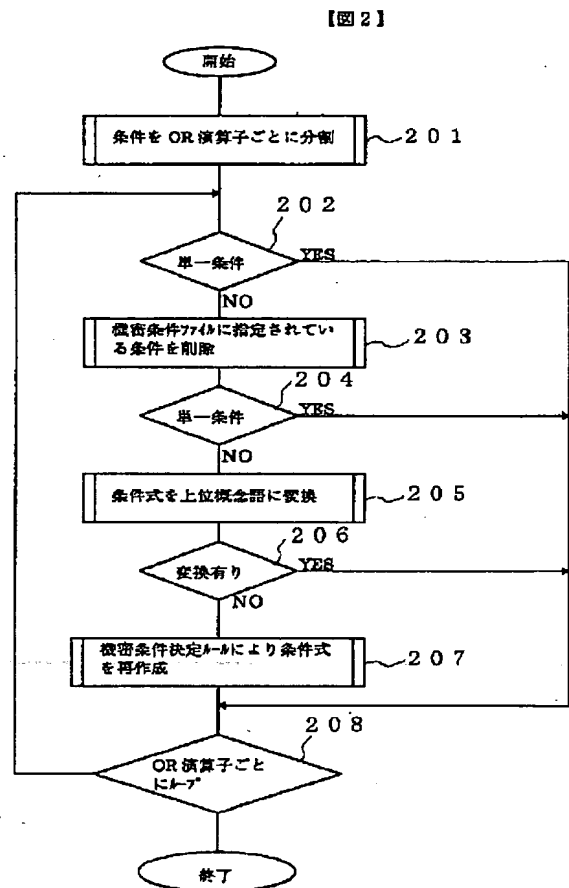 【図2】
開始
条件を OR 演算子ごとに分割
201
202
単一条件
YES
NO
機密条件ファイルに指定されてい
る条件を削除
203
204
単一条件
YES
NO
条件式を上位概念語に変換
205
206
変換有り
YES
NO
機密条件決定ルールにより条件式
を再作成
207
208
OR 演算子ごと
にループ
終了